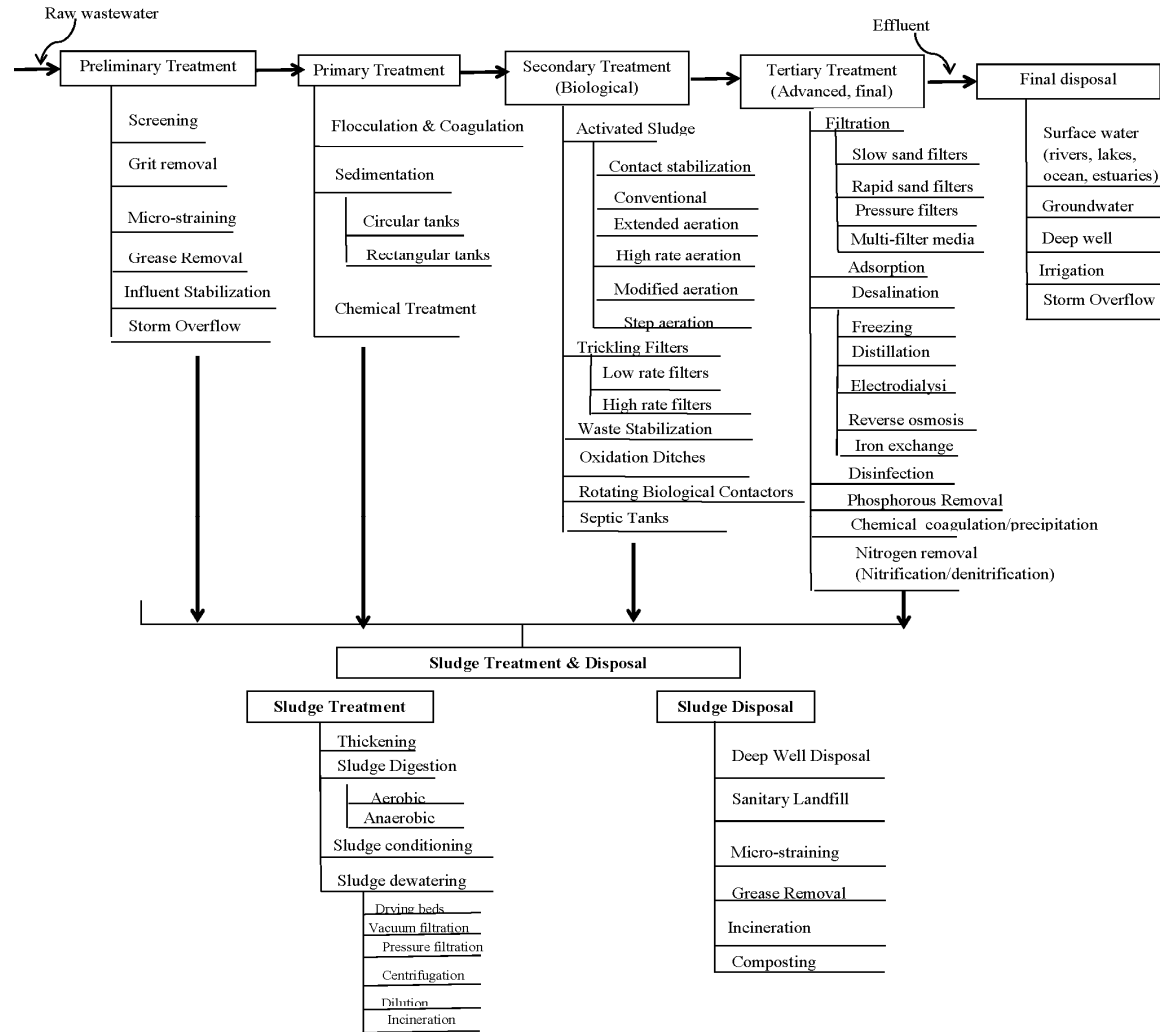 Raw wastewater
Effluent
Preliminary Treatment
Primary Treatment
Secondary Treatment
(Biological)
Tertiary Treatment
(Advanced, final)
Final disposal
Screening
Grit removal
Micro-straining
Grease Removal
Influent Stabilization
Storm Overflow
Flocculation & Coagulation
Sedimentation
Circular tanks
Rectangular tanks
Chemical Treatment
Activated Sludge
Contact stabilization
Conventional
Extended aeration
High rate aeration
Modified aeration
Step aeration
Trickling Filters
Low rate filters
High rate filters
Waste Stabilization
Oxidation Ditches
Rotating Biological Contactors
Septic Tanks
Filtration
Slow sand filters
Rapid sand filters
Pressure filters
Multi-filter media
Adsorption
Desalination
Freezing
Distillation
Electrodialysi
Reverse osmosis
Iron exchange
Disinfection
Phosphorous Removal
Chemical coagulation/precipitation
Nitrogen removal
(Nitrification/denitrification)
Surface water
(rivers, lakes,
ocean, estuaries)
Groundwater
Deep well
Irrigation
Storm Overflow
Sludge Treatment & Disposal
Sludge Treatment
Thickening
Sludge Digestion
Aerobic
Anaerobic
Sludge conditioning
Sludge dewatering
Drying beds
Vacuum filtration
Pressure filtration
Centrifugation
Dilution
Incineration
Sludge Disposal
Deep Well Disposal
Sanitary Landfill
Micro-straining
Grease Removal
Incineration
Composting